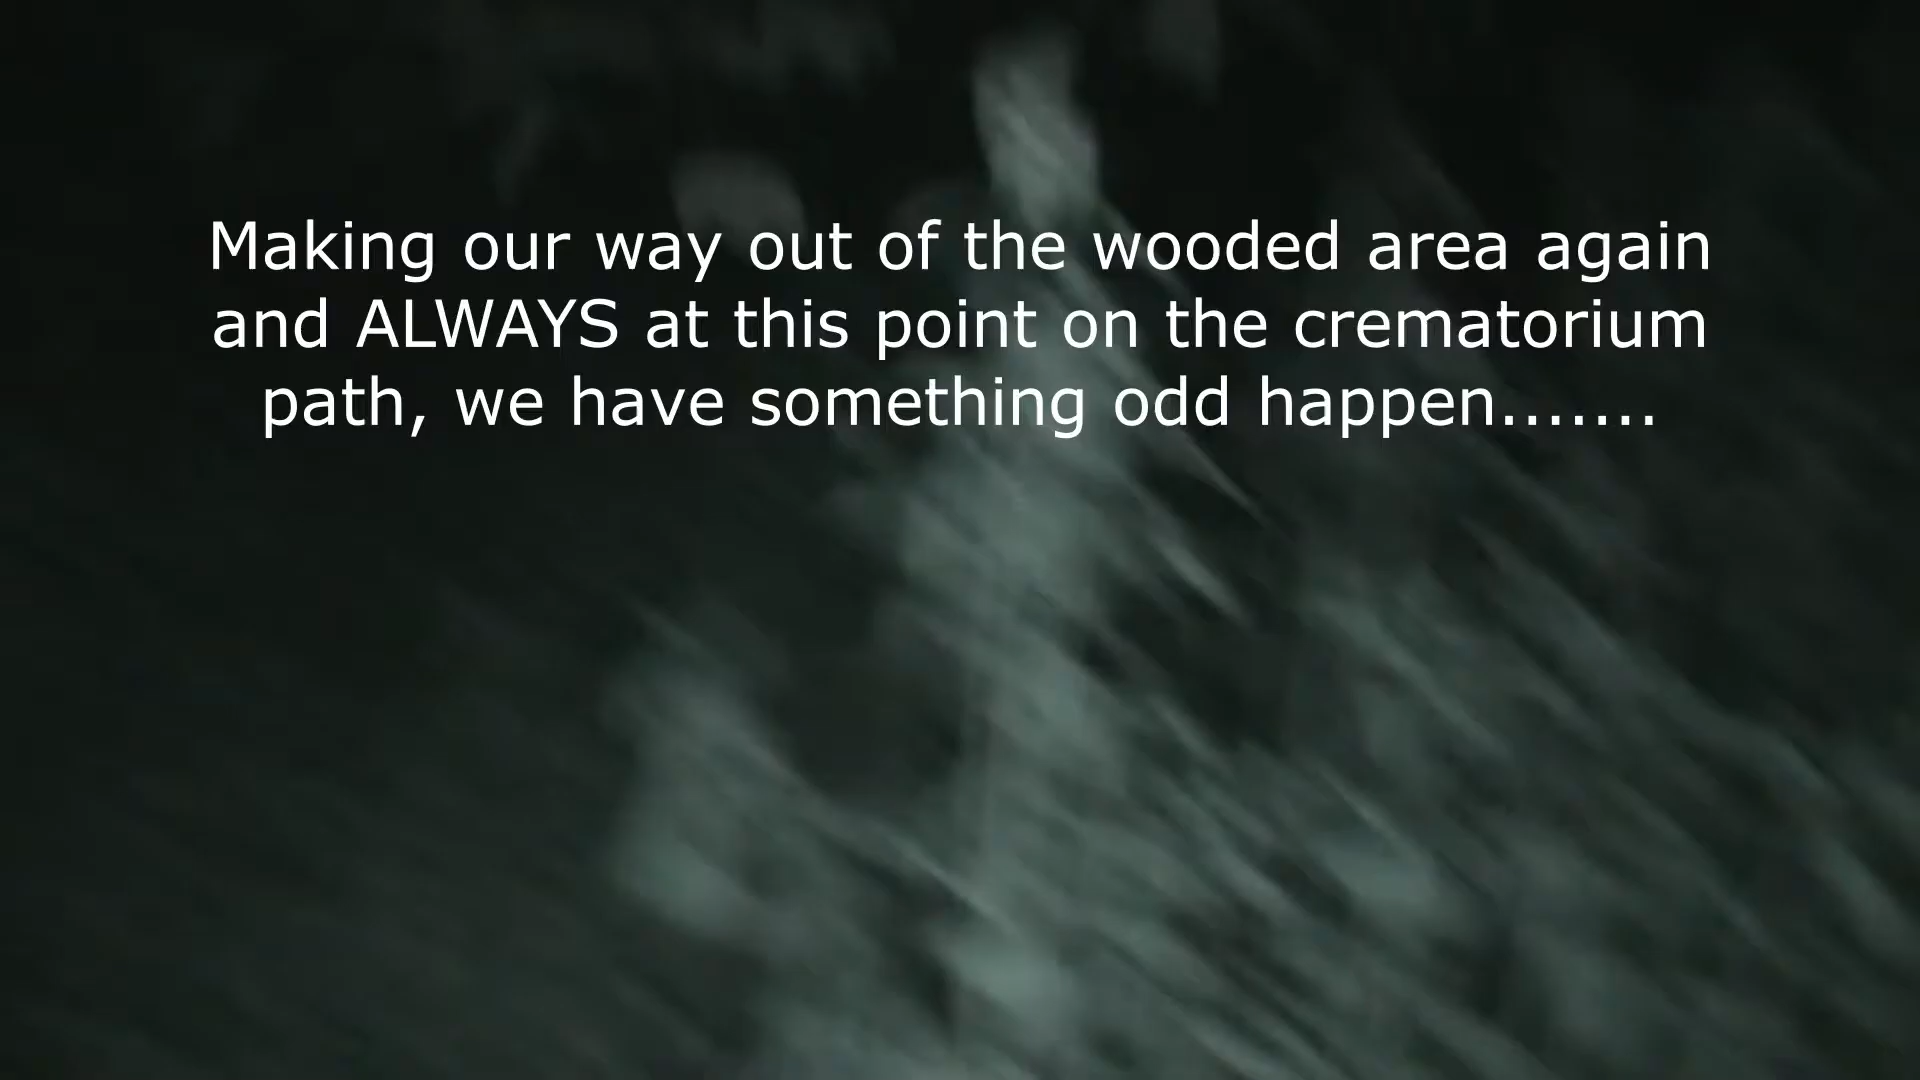 Making our way out of the wooded area again
and ALWAYS at this point on the crematorium
path, we have something odd happen.......